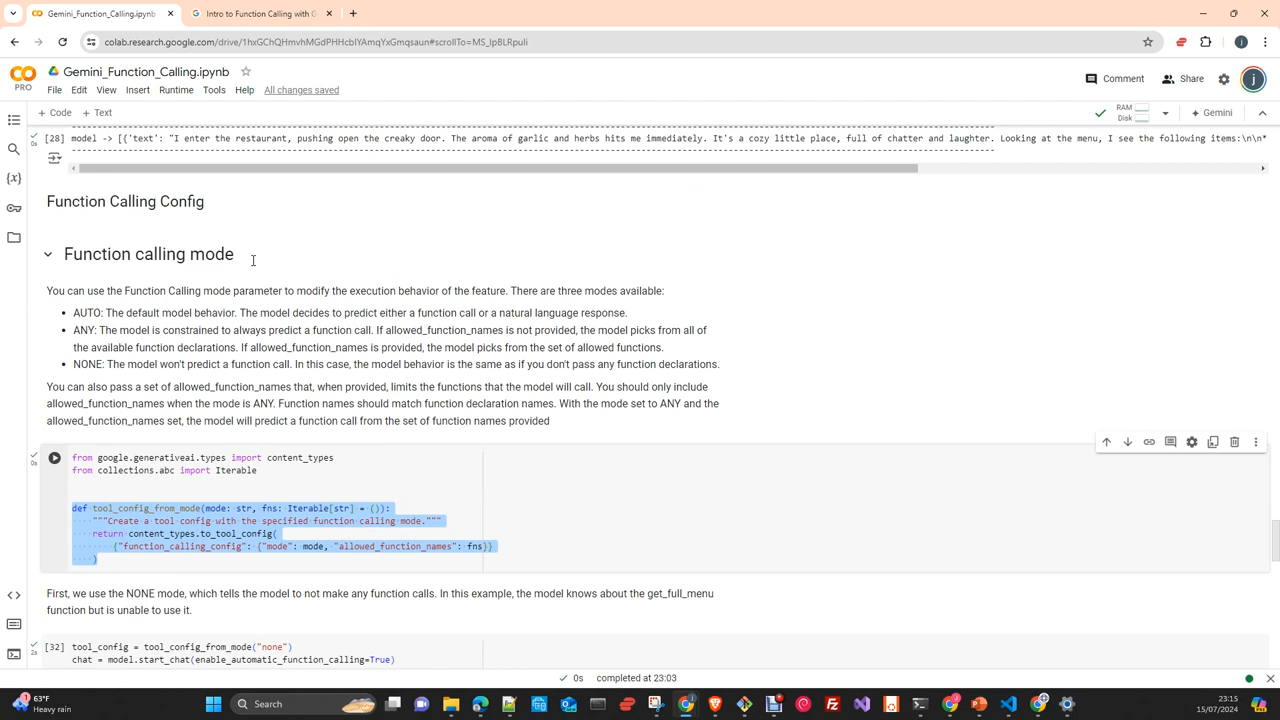 Gemini_Function_Calling.ipynb
Intro to Function Calling with G
colab.research.google.com/drive/1hxGChQHmvhMGdPHHcblYAmqYxGmqsaun#scrollTo=MS_lpBLRpuli
PRO
Gemini_Function_Calling.ipynb
File Edit View Insert Runtime Tools Help All changes saved
Comment Share j
+ Code + Text
RAM
Disk
Gemini
[28] model -> [{'text': "I enter the restaurant, pushing open the creaky door. The aroma of garlic and herbs hits me immediately. It's a cozy little place, full of chatter and laughter. Looking at the menu, I see the following items:\n\n*
0s
Function Calling Config
Function calling mode
You can use the Function Calling mode parameter to modify the execution behavior of the feature. There are three modes available:
• AUTO: The default model behavior. The model decides to predict either a function call or a natural language response.
• ANY: The model is constrained to always predict a function call. If allowed_function_names is not provided, the model picks from all of
the available function declarations. If allowed_function_names is provided, the model picks from the set of allowed functions.
• NONE: The model won't predict a function call. In this case, the model behavior is the same as if you don't pass any function declarations.
You can also pass a set of allowed_function_names that, when provided, limits the functions that the model will call. You should only include
allowed_function_names when the mode is ANY. Function names should match function declaration names. With the mode set to ANY and the
allowed_function_names set, the model will predict a function call from the set of function names provided
0s
from google.generativeai.types import content_types
from collections.abc import Iterable
def tool_config_from_mode(mode: str, fns: Iterable[str] = ()):
"""Create a tool config with the specified function calling mode."""
return content_types.to_tool_config(
{"function_calling_config": {"mode": mode, "allowed_function_names": fns}}
)
First, we use the NONE mode, which tells the model to not make any function calls. In this example, the model knows about the get_full_menu
function but is unable to use it.
[32] tool_config = tool_config_from_mode("none")
2s
chat = model.start_chat(enable_automatic_function_calling=True)
0s completed at 23:03
63°F
Heavy rain
Search
23:15
15/07/2024